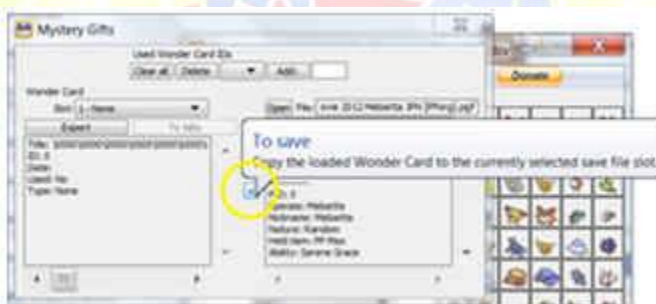 Mystery Gifts
Used Wonder Card IDs
Clear all Delete Add
Donate
Wonder Card
Slot 1 - None
Open File
Export
To save
Copy the loaded Wonder Card to the currently selected save file slot
Title:
ID: 0
Date:
Used: No
Type: None
Species: Meloetta
Nickname: Meloetta
Nature: Random
Held item: PP Max
Ability: Serene Grace